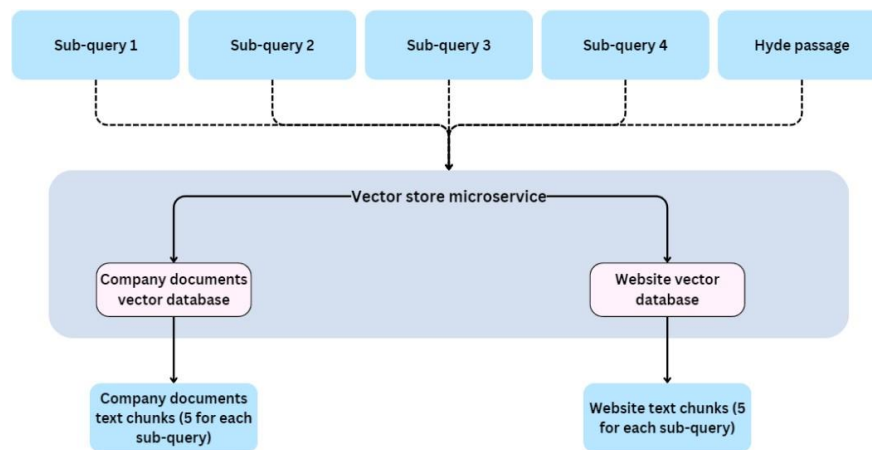 Sub-query 1
Sub-query 2
Sub-query 3
Sub-query 4
Hyde passage
Vector store microservice
Company documents
vector database
Website vector
database
Company documents
text chunks (5 for each
sub-query)
Website text chunks (5
for each sub-query)